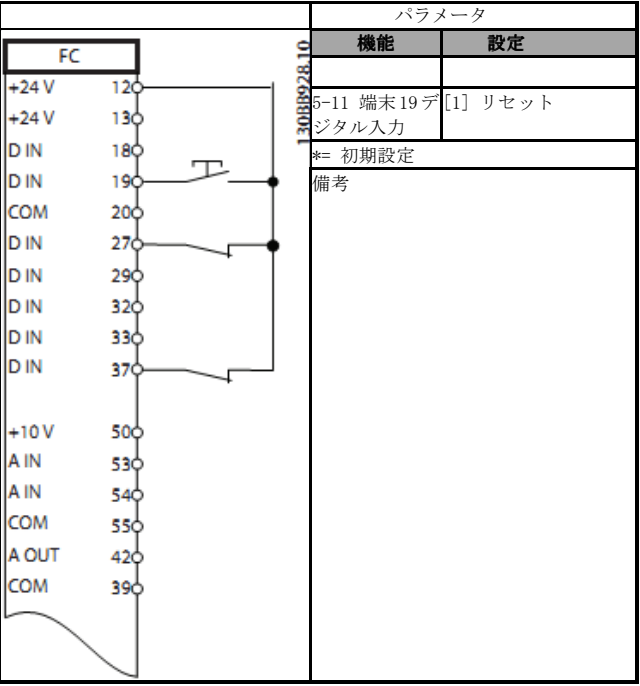 FC
+24 V 12
+24 V 13
D IN 18
D IN 19
COM 20
D IN 27
D IN 29
D IN 32
D IN 33
D IN 37
+10 V 50
A IN 53
A IN 54
COM 55
A OUT 42
COM 39
130BB928.10
パラメータ
機能 設定
5-11 端末19デ [1] リセット
ジタル入力
*= 初期設定
備考